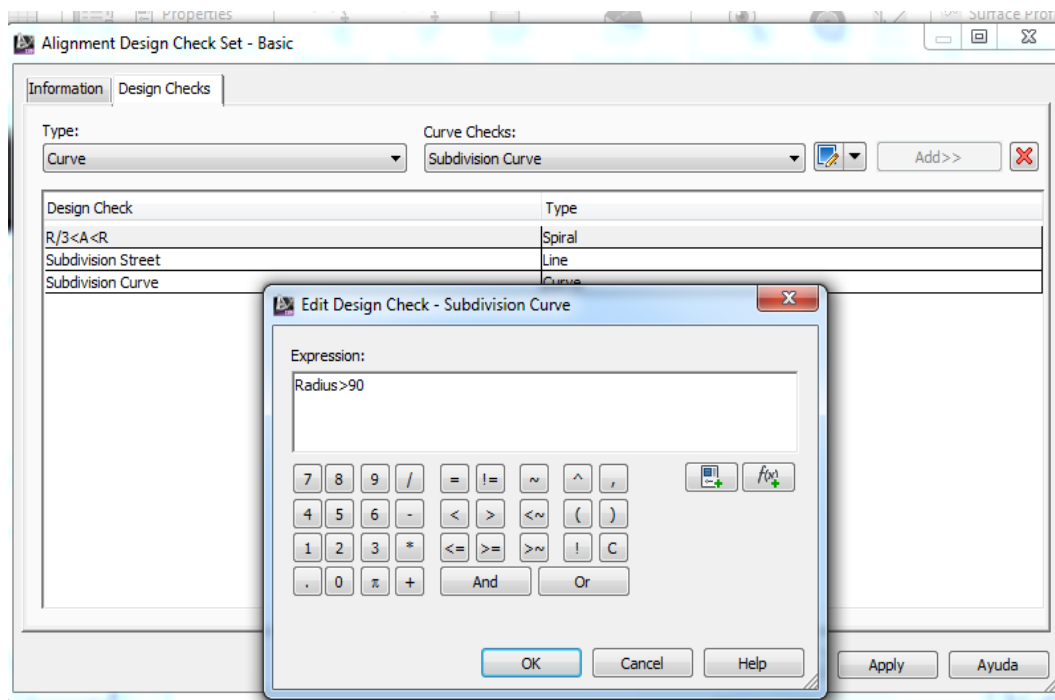 Properties
Surface Prof
Alignment Design Check Set - Basic
Information Design Checks
Type: Curve Checks:
Curve Subdivision Curve Add>>
Design Check Type
R/3<A<R Spiral
Subdivision Street Line
Subdivision Curve Curve
Edit Design Check - Subdivision Curve
Expression:
Radius>90
7 8 9 / = != ~ ^ , f(x)
4 5 6 - < > <~ ( )
1 2 3 * <= >= >~ ! C
. 0 π + And Or
OK Cancel Help
Apply Ayuda